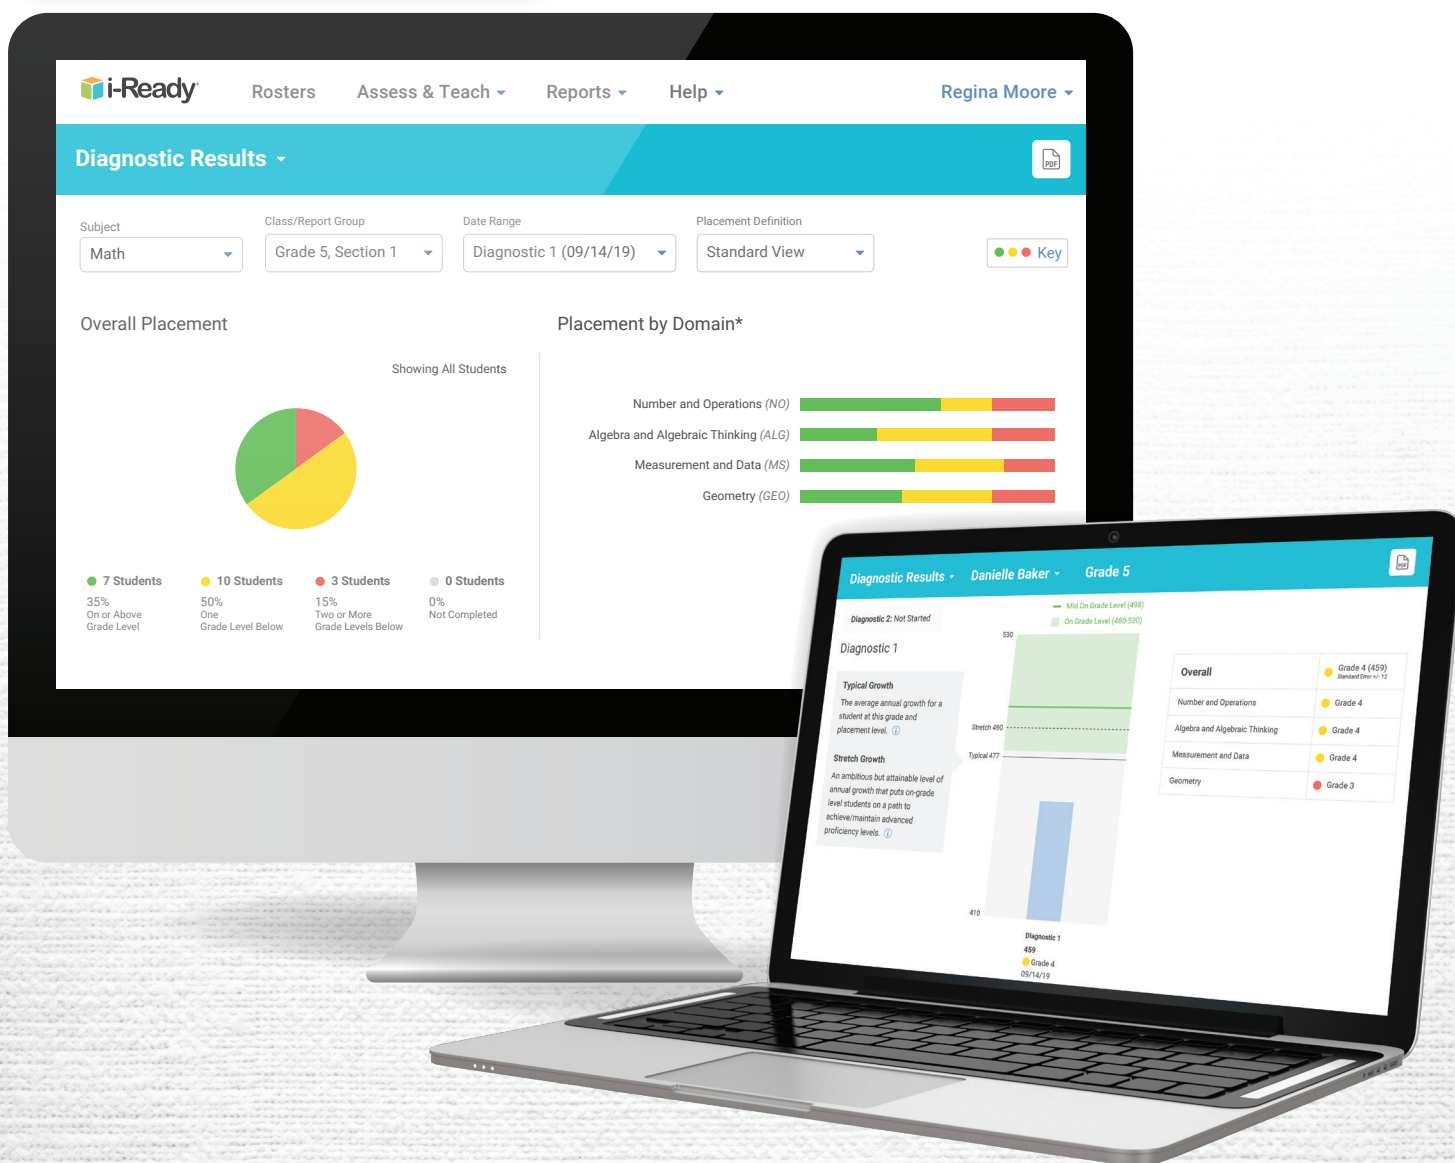 i-Ready
Rosters
Assess & Teach
Reports
Help
Regina Moore
Diagnostic Results
PDF
Subject
Class/Report Group
Date Range
Placement Definition
Math
Grade 5, Section 1
Diagnostic 1 (09/14/19)
Standard View
Key
Overall Placement
Showing All Students
7 Students
35%
On or Above
Grade Level
10 Students
50%
One
Grade Level Below
3 Students
15%
Two or More
Grade Levels Below
0 Students
0%
Not Completed
Placement by Domain*
Number and Operations (NO)
Algebra and Algebraic Thinking (ALG)
Measurement and Data (MS)
Geometry (GEO)
Diagnostic Results
Danielle Baker
Grade 5
PDF
Diagnostic 2: Not Started
Diagnostic 1
Typical Growth
The average annual growth for a
student at this grade and
placement level.
Stretch Growth
An ambitious but attainable level of
annual growth that puts on-grade
level students on a path to
achieve/maintain advanced
proficiency levels.
Mid On Grade Level (498)
On Grade Level (480-530)
530
Stretch 490
Typical 477
410
Diagnostic 1
459
Grade 4
09/14/19
Overall
Grade 4 (459)
Standard Error +/- 12
Number and Operations
Grade 4
Algebra and Algebraic Thinking
Grade 4
Measurement and Data
Grade 4
Geometry
Grade 3